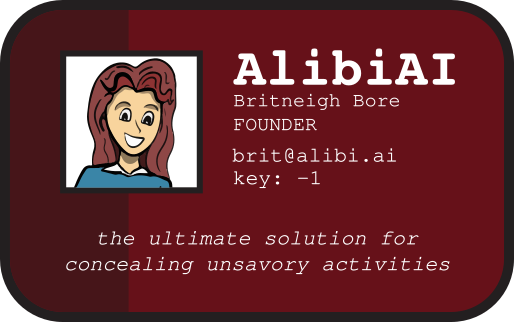 AlibiAI
Britneigh Bore
FOUNDER
brit@alibi.ai
key: -1
the ultimate solution for
concealing unsavory activities